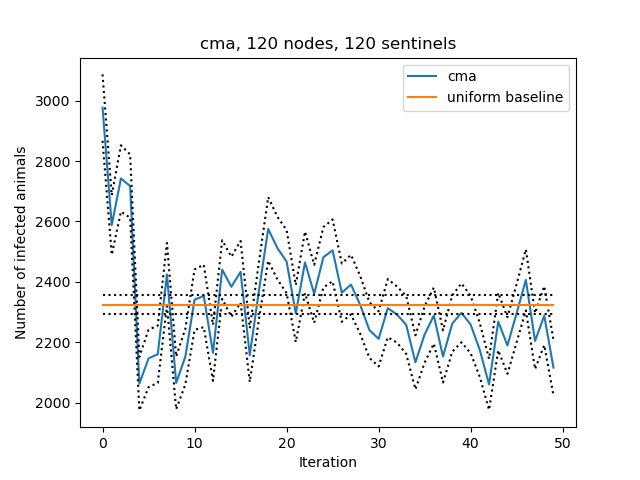 cma, 120 nodes, 120 sentinels
cma
uniform baseline
Number of infected animals
3000
2800
2600
2400
2200
2000
0
10
20
30
40
50
Iteration